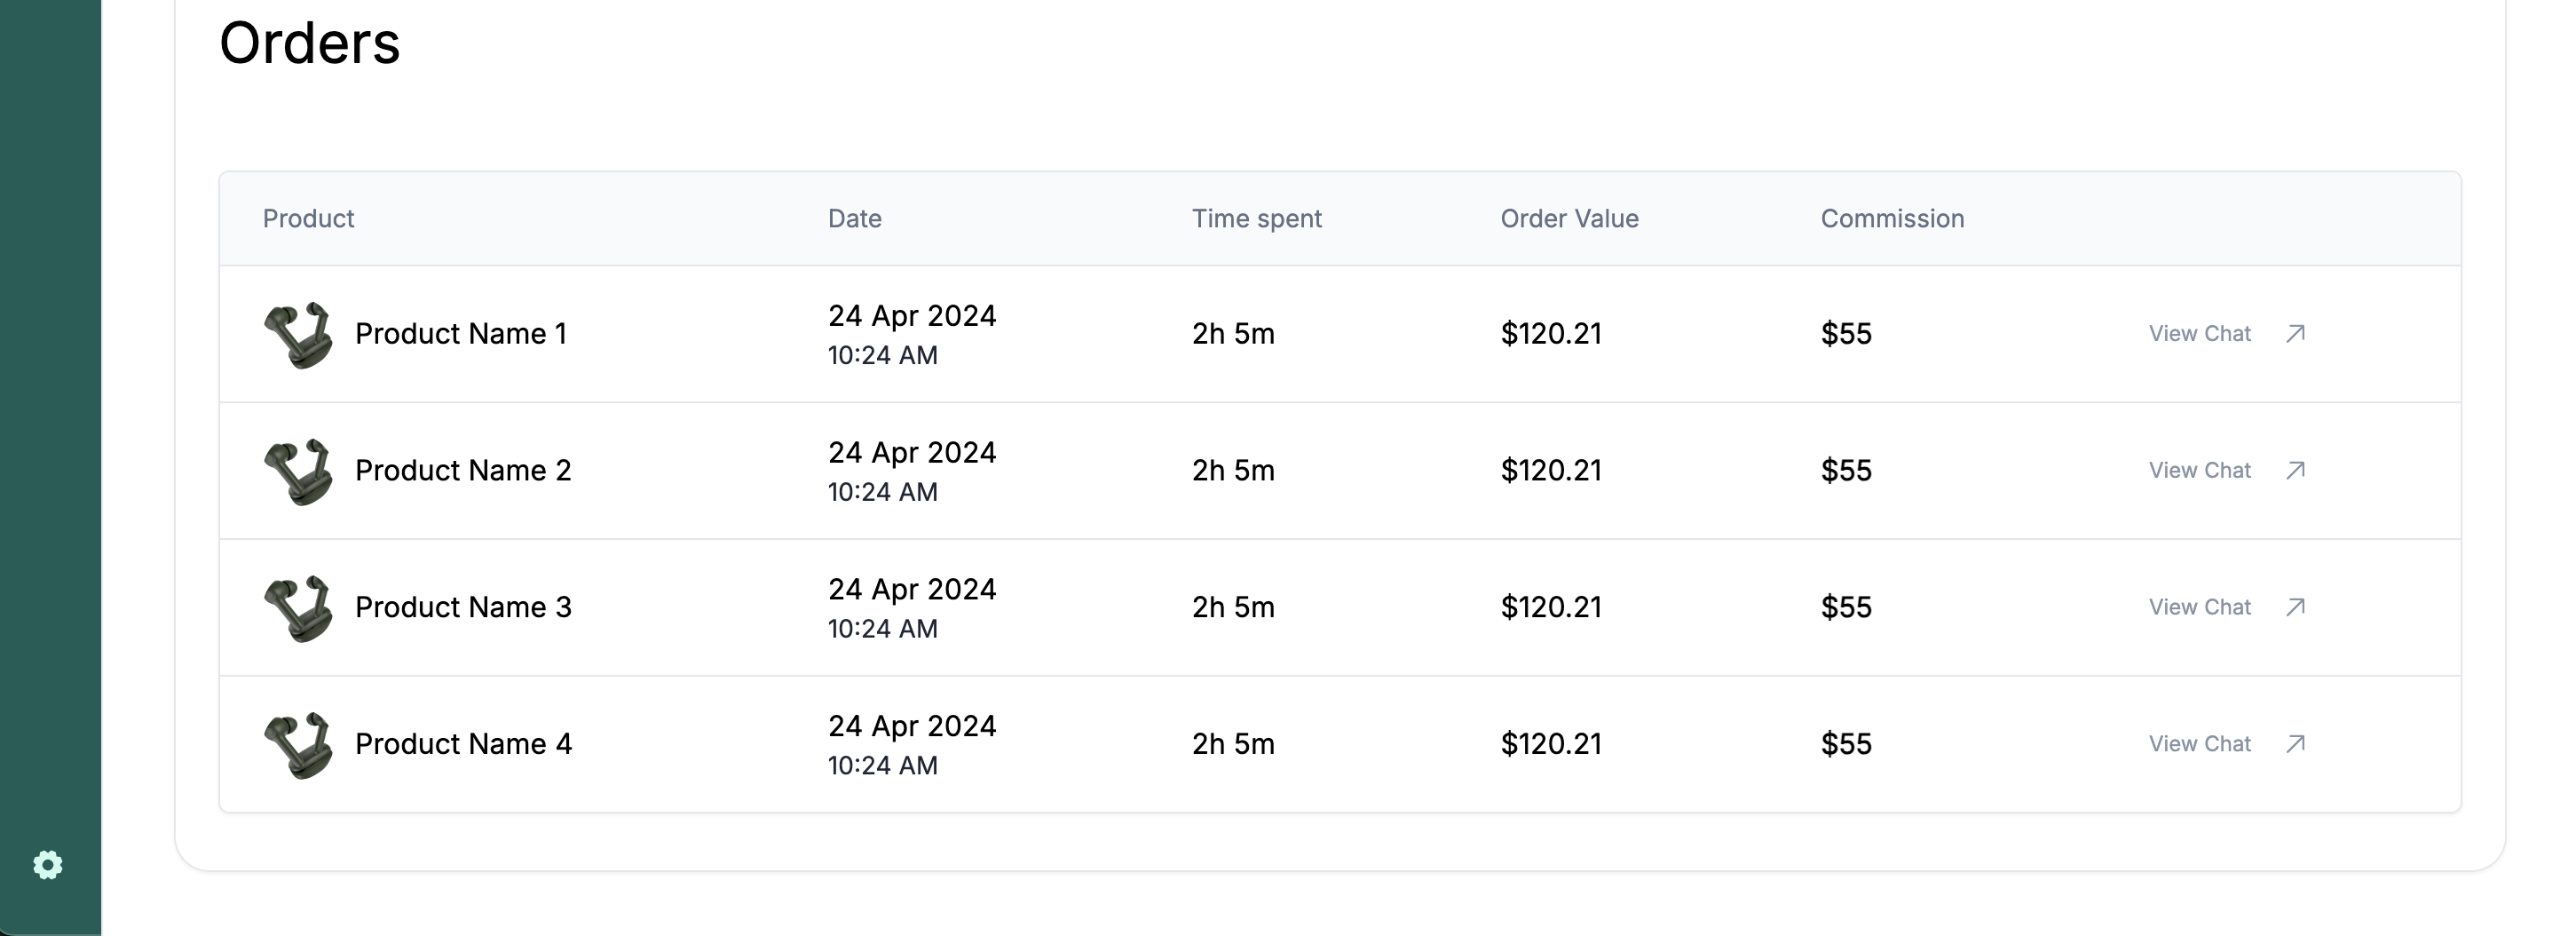 Orders
Product Date Time spent Order Value Commission
Product Name 1 24 Apr 2024 10:24 AM 2h 5m $120.21 $55 View Chat
Product Name 2 24 Apr 2024 10:24 AM 2h 5m $120.21 $55 View Chat
Product Name 3 24 Apr 2024 10:24 AM 2h 5m $120.21 $55 View Chat
Product Name 4 24 Apr 2024 10:24 AM 2h 5m $120.21 $55 View Chat